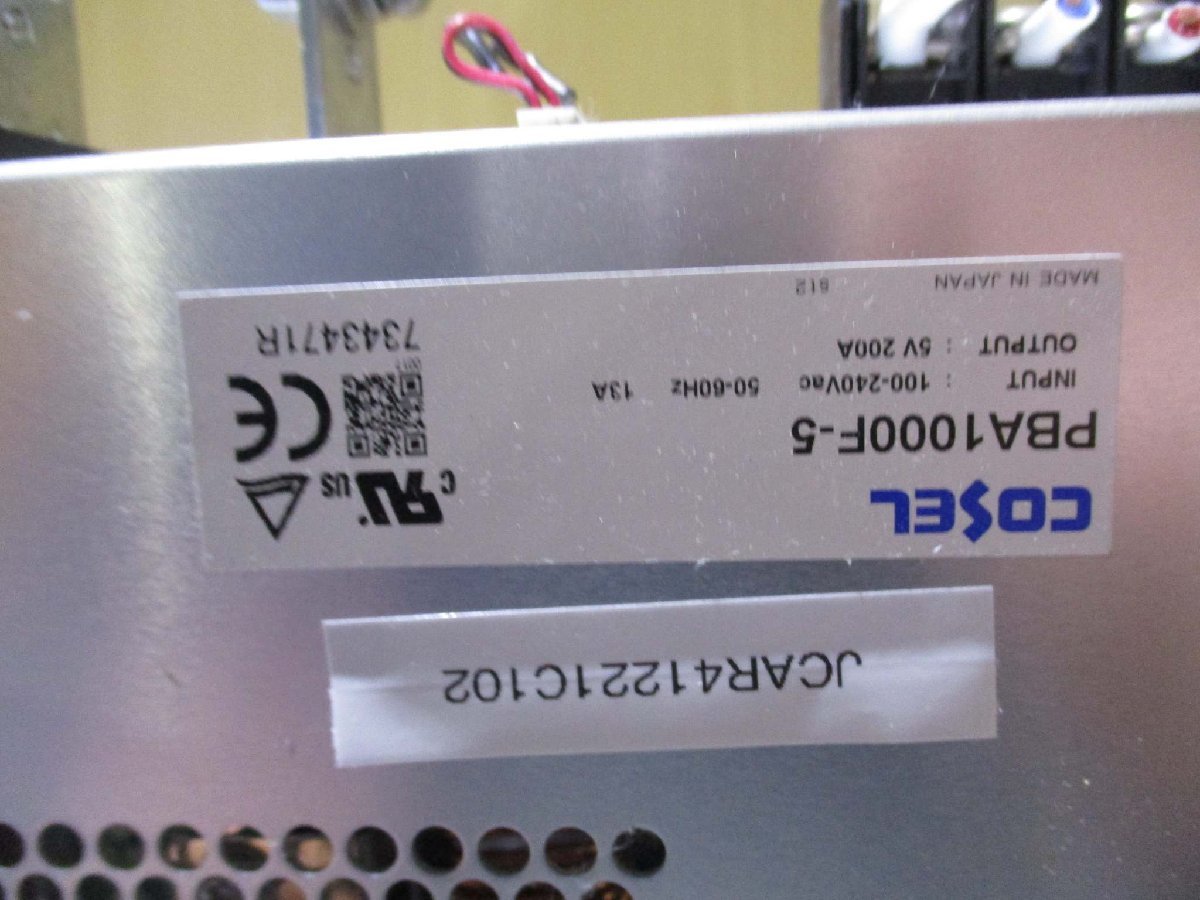 COSEL
PBA1000F-5
INPUT : 100-240Vac 50-60Hz 13A
OUTPUT : 5V 200A
MADE IN JAPAN 612
C US
CE
7343471R
JCAR41221C102